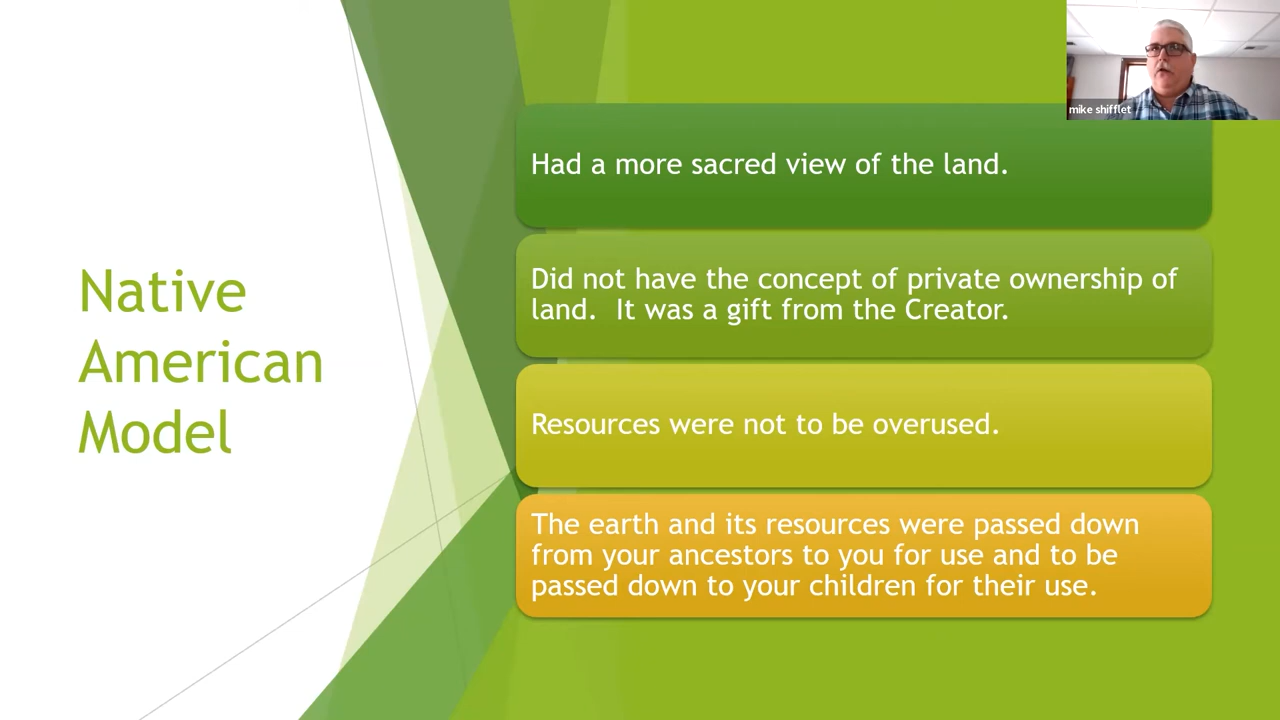 mike shifflet
Had a more sacred view of the land.
Did not have the concept of private ownership of
land.  It was a gift from the Creator.
Native
American
Model
Resources were not to be overused.
The earth and its resources were passed down
from your ancestors to you for use and to be
passed down to your children for their use.